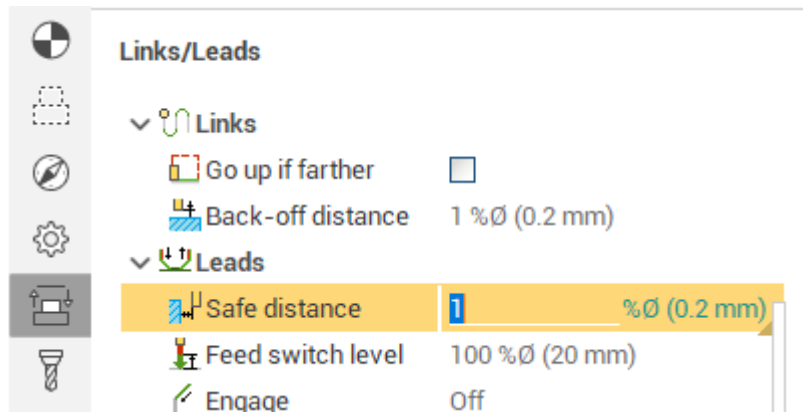 Links/Leads
Links
Go up if farther
Back-off distance 1 %Ø (0.2 mm)
Leads
Safe distance 1 %Ø (0.2 mm)
Feed switch level 100 %Ø (20 mm)
Engage Off